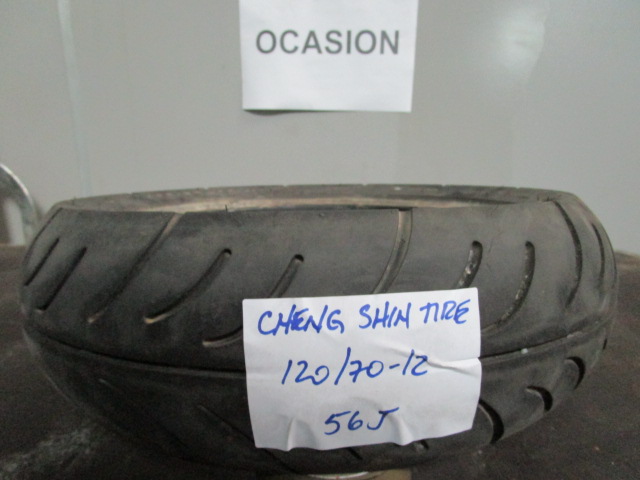 OCASION
CHENG SHIN TIRE
120/70-12
56J